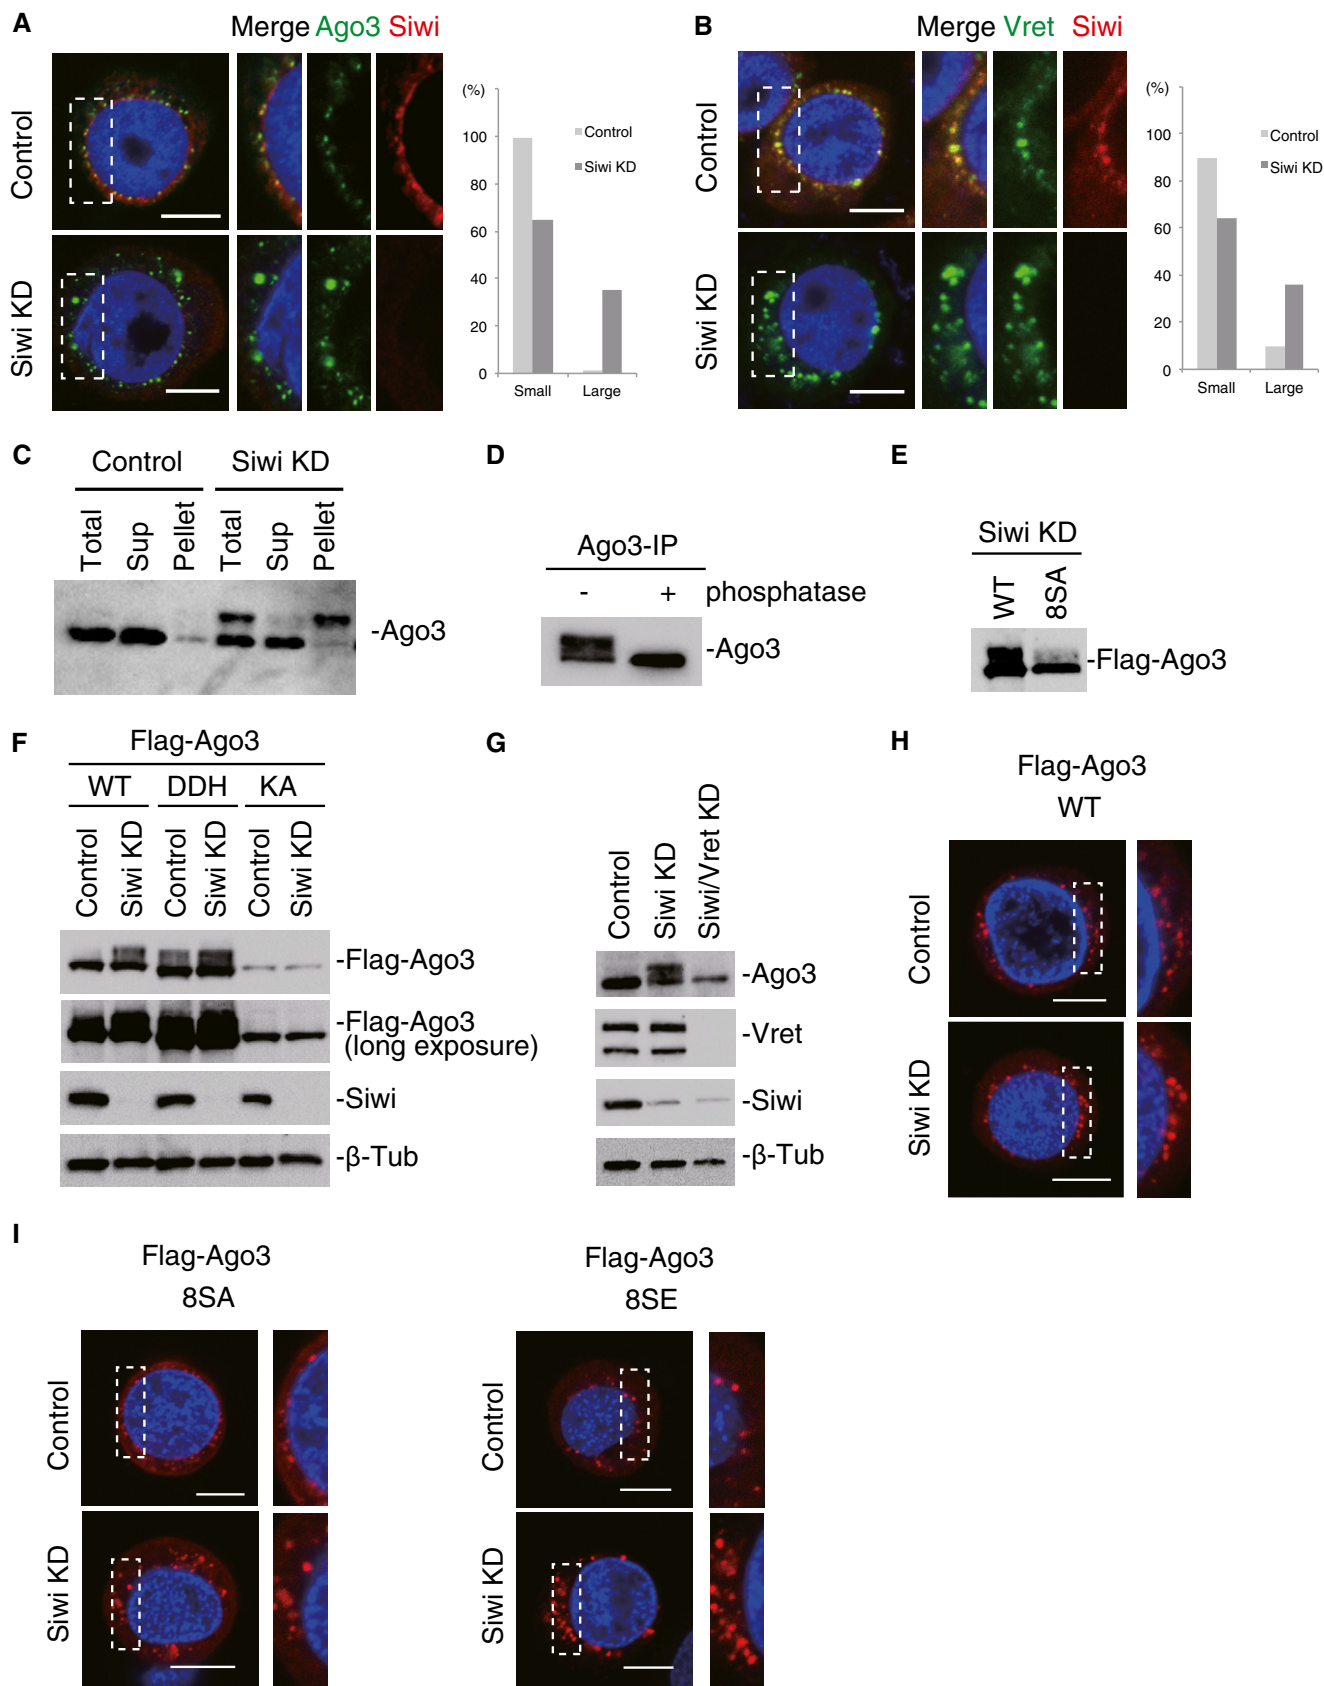 A
Merge Ago3 Siwi
Control
Siwi KD
(%)
100
80
60
40
20
0
Control
Siwi KD
Small Large
B
Merge Vret Siwi
Control
Siwi KD
(%)
100
80
60
40
20
0
Control
Siwi KD
Small Large
C
Control Siwi KD
Total Sup Pellet Total Sup Pellet
-Ago3
D
Ago3-IP
- + phosphatase
-Ago3
E
Siwi KD
WT 8SA
-Flag-Ago3
F
Flag-Ago3
WT DDH KA
Control Siwi KD Control Siwi KD Control Siwi KD
-Flag-Ago3
-Flag-Ago3
(long exposure)
-Siwi
-β-Tub
G
Control Siwi KD Siwi/Vret KD
-Ago3
-Vret
-Siwi
-β-Tub
H
Flag-Ago3
WT
Control
Siwi KD
I
Flag-Ago3
8SA
Control
Siwi KD
Flag-Ago3
8SE
Control
Siwi KD